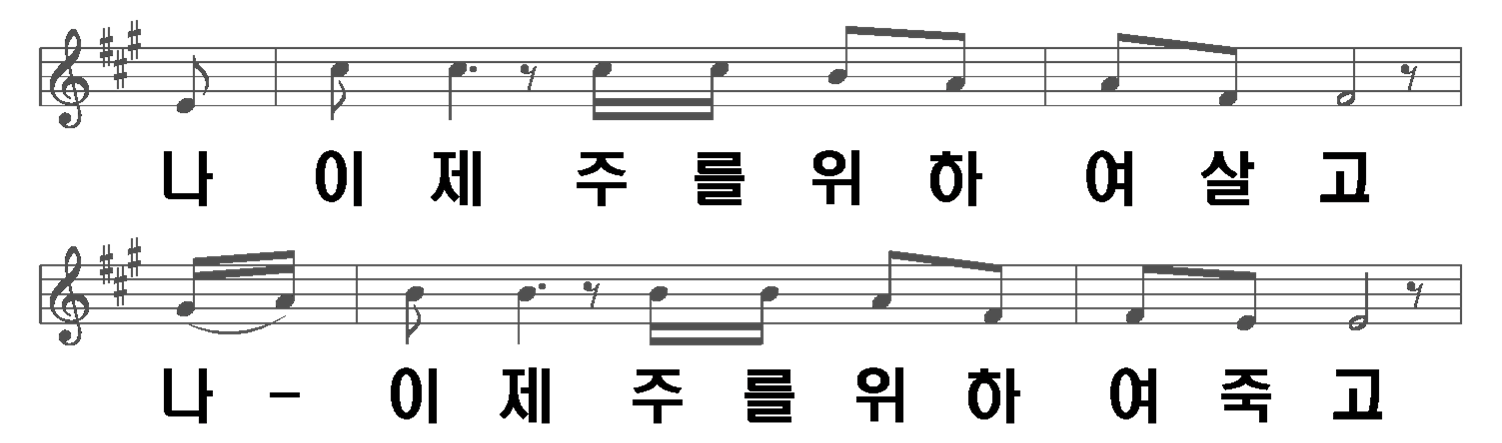 나 이 제 주 를 위 하 여 살 고
나 - 이 제 주 를 위 하 여 죽 고